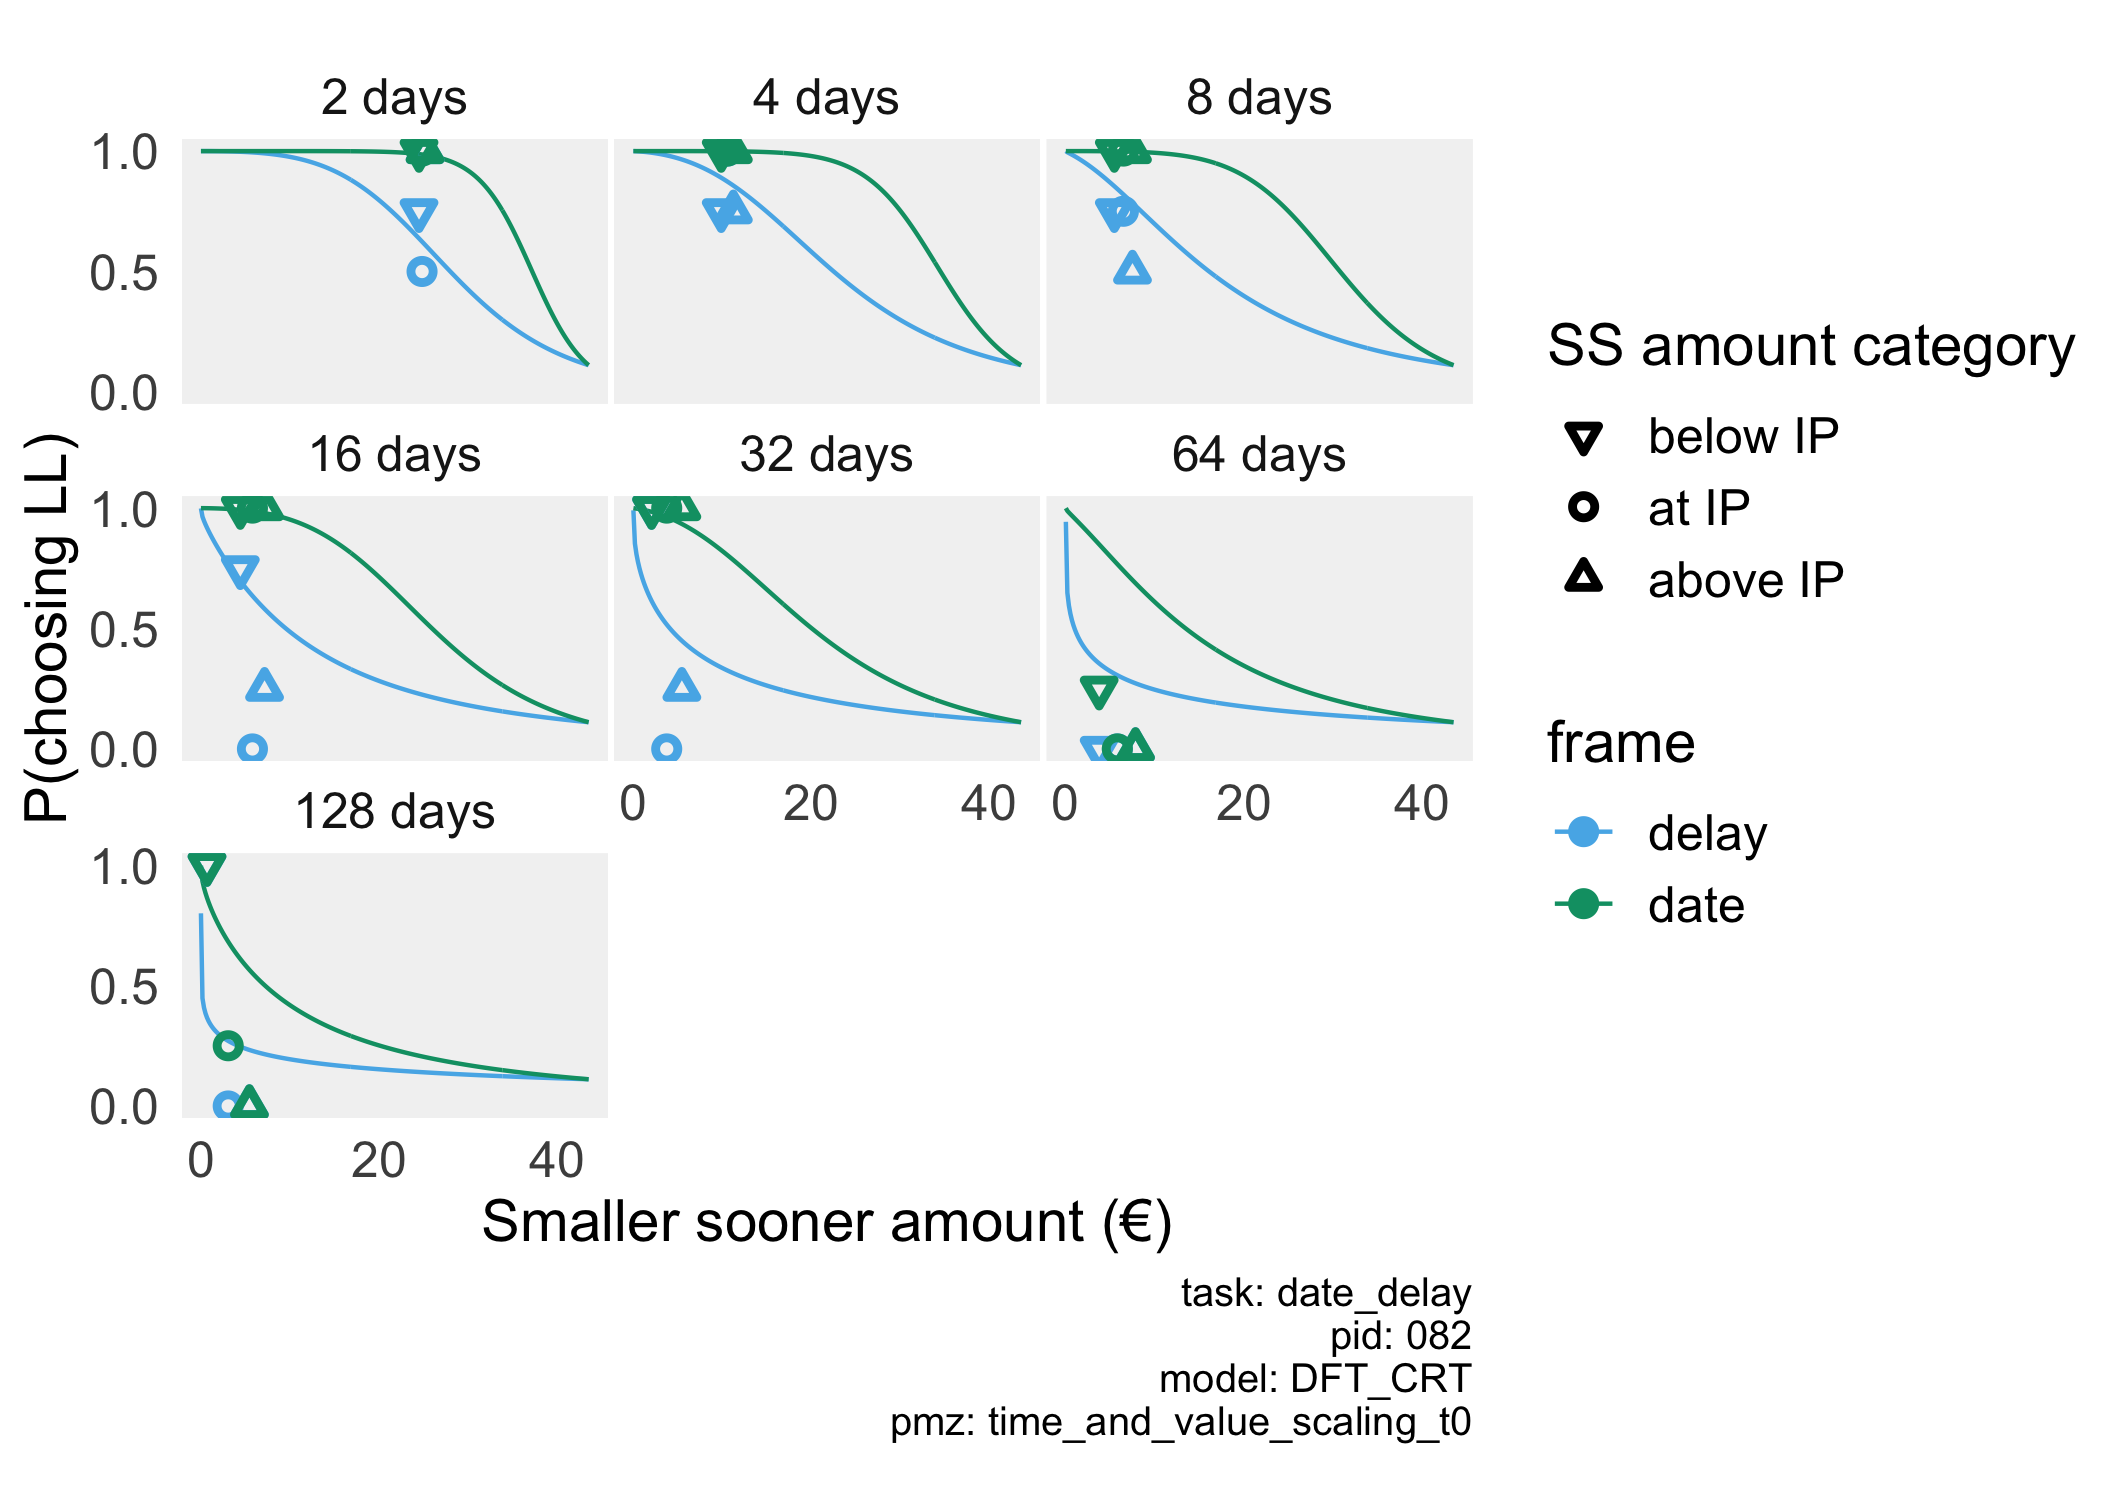 2 days
4 days
8 days
1.0
0.5
0.0
16 days
32 days
64 days
1.0
0.5
0.0
0
20
40
0
20
40
128 days
1.0
0.5
0.0
0
20
40
P(choosing LL)
Smaller sooner amount (€)
SS amount category
below IP
at IP
above IP
frame
delay
date
task: date_delay
pid: 082
model: DFT_CRT
pmz: time_and_value_scaling_t0